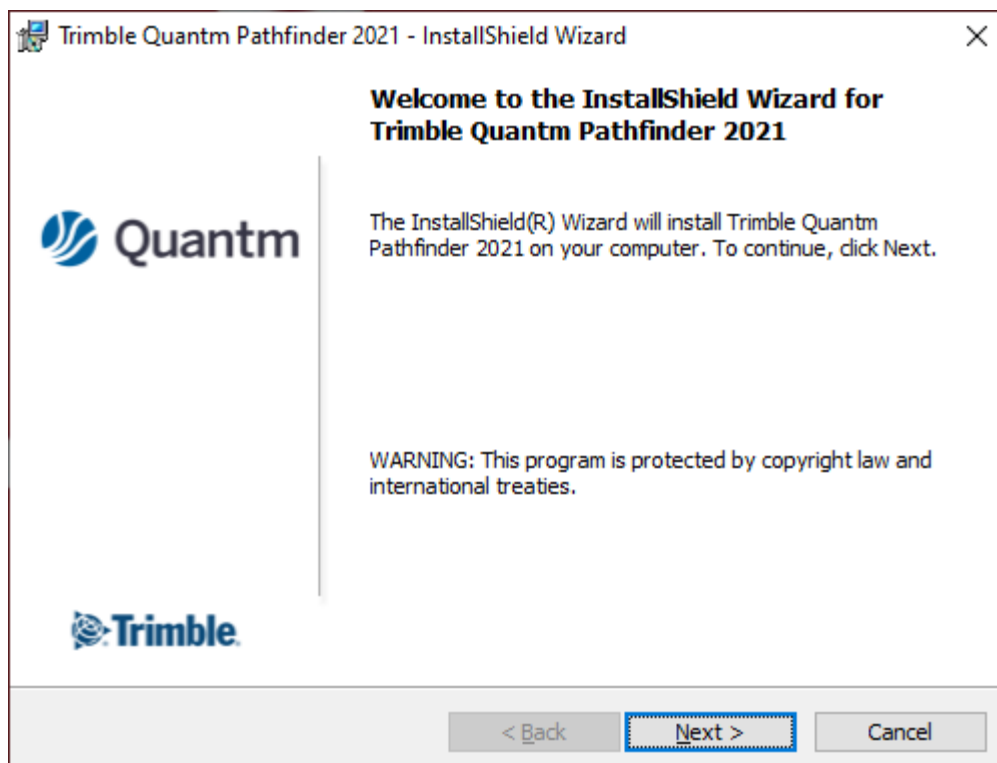 Trimble Quantm Pathfinder 2021 - InstallShield Wizard
Welcome to the InstallShield Wizard for
Trimble Quantm Pathfinder 2021
Quantm
The InstallShield(R) Wizard will install Trimble Quantm
Pathfinder 2021 on your computer. To continue, click Next.
WARNING: This program is protected by copyright law and
international treaties.
Trimble
< Back
Next >
Cancel